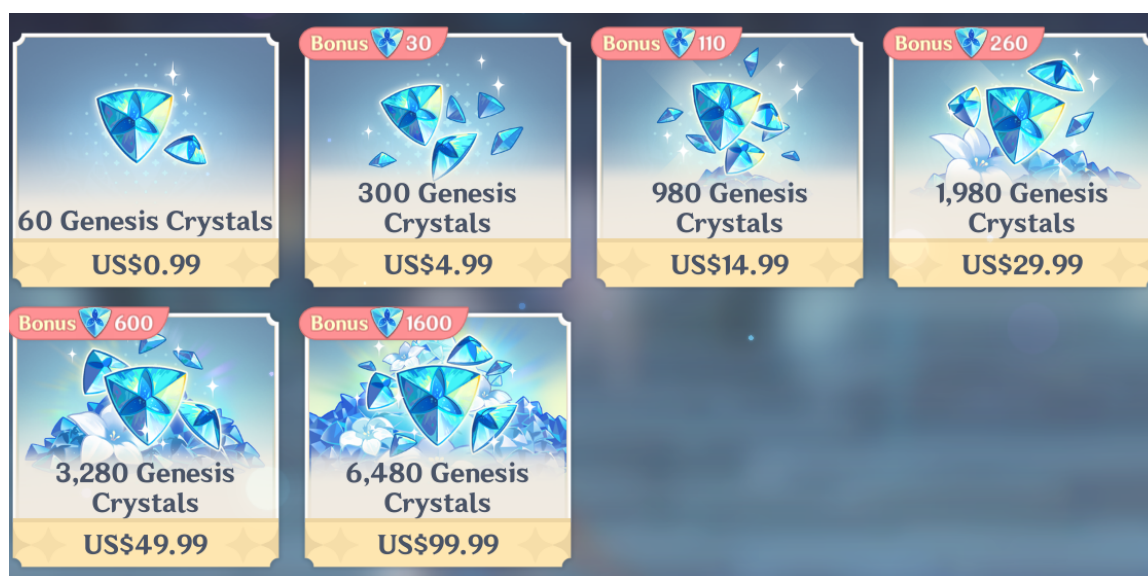 60 Genesis Crystals
US$0.99
Bonus 30
300 Genesis
Crystals
US$4.99
Bonus 110
980 Genesis
Crystals
US$14.99
Bonus 260
1,980 Genesis
Crystals
US$29.99
Bonus 600
3,280 Genesis
Crystals
US$49.99
Bonus 1600
6,480 Genesis
Crystals
US$99.99